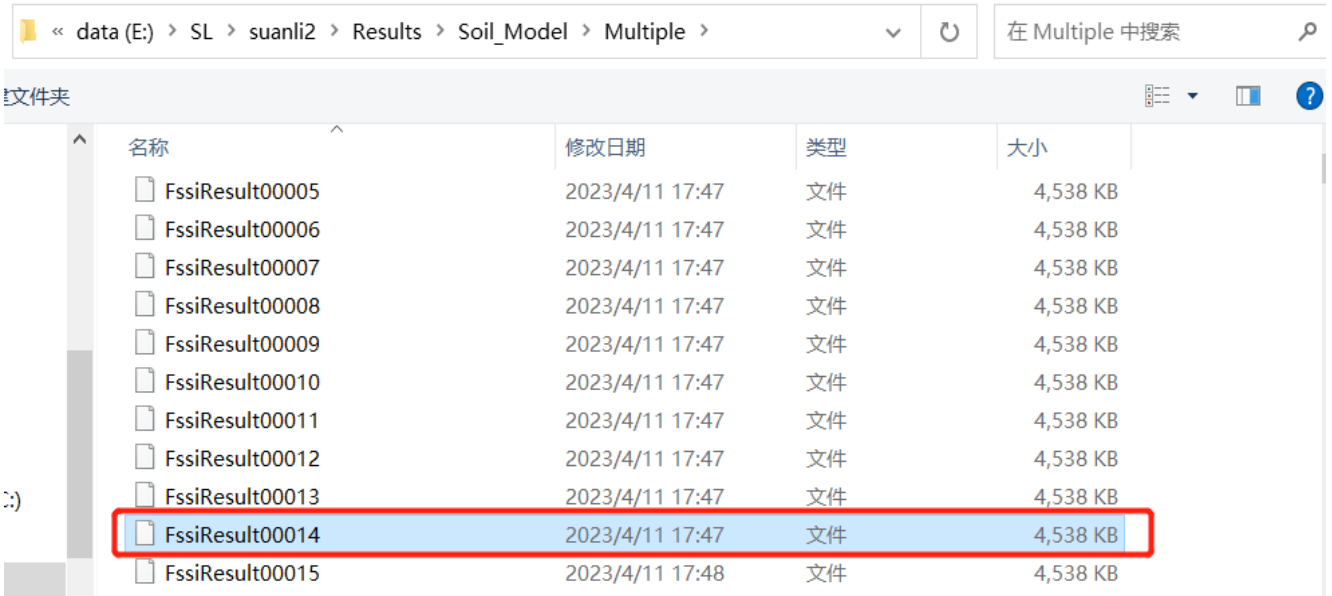 « data (E:) > SL > suanli2 > Results > Soil_Model > Multiple > 在 Multiple 中搜索
建文件夹 ?
名称 修改日期 类型 大小
FssiResult00005 2023/4/11 17:47 文件 4,538 KB
FssiResult00006 2023/4/11 17:47 文件 4,538 KB
FssiResult00007 2023/4/11 17:47 文件 4,538 KB
FssiResult00008 2023/4/11 17:47 文件 4,538 KB
FssiResult00009 2023/4/11 17:47 文件 4,538 KB
FssiResult00010 2023/4/11 17:47 文件 4,538 KB
FssiResult00011 2023/4/11 17:47 文件 4,538 KB
FssiResult00012 2023/4/11 17:47 文件 4,538 KB
:) FssiResult00013 2023/4/11 17:47 文件 4,538 KB
FssiResult00014 2023/4/11 17:47 文件 4,538 KB
FssiResult00015 2023/4/11 17:48 文件 4,538 KB